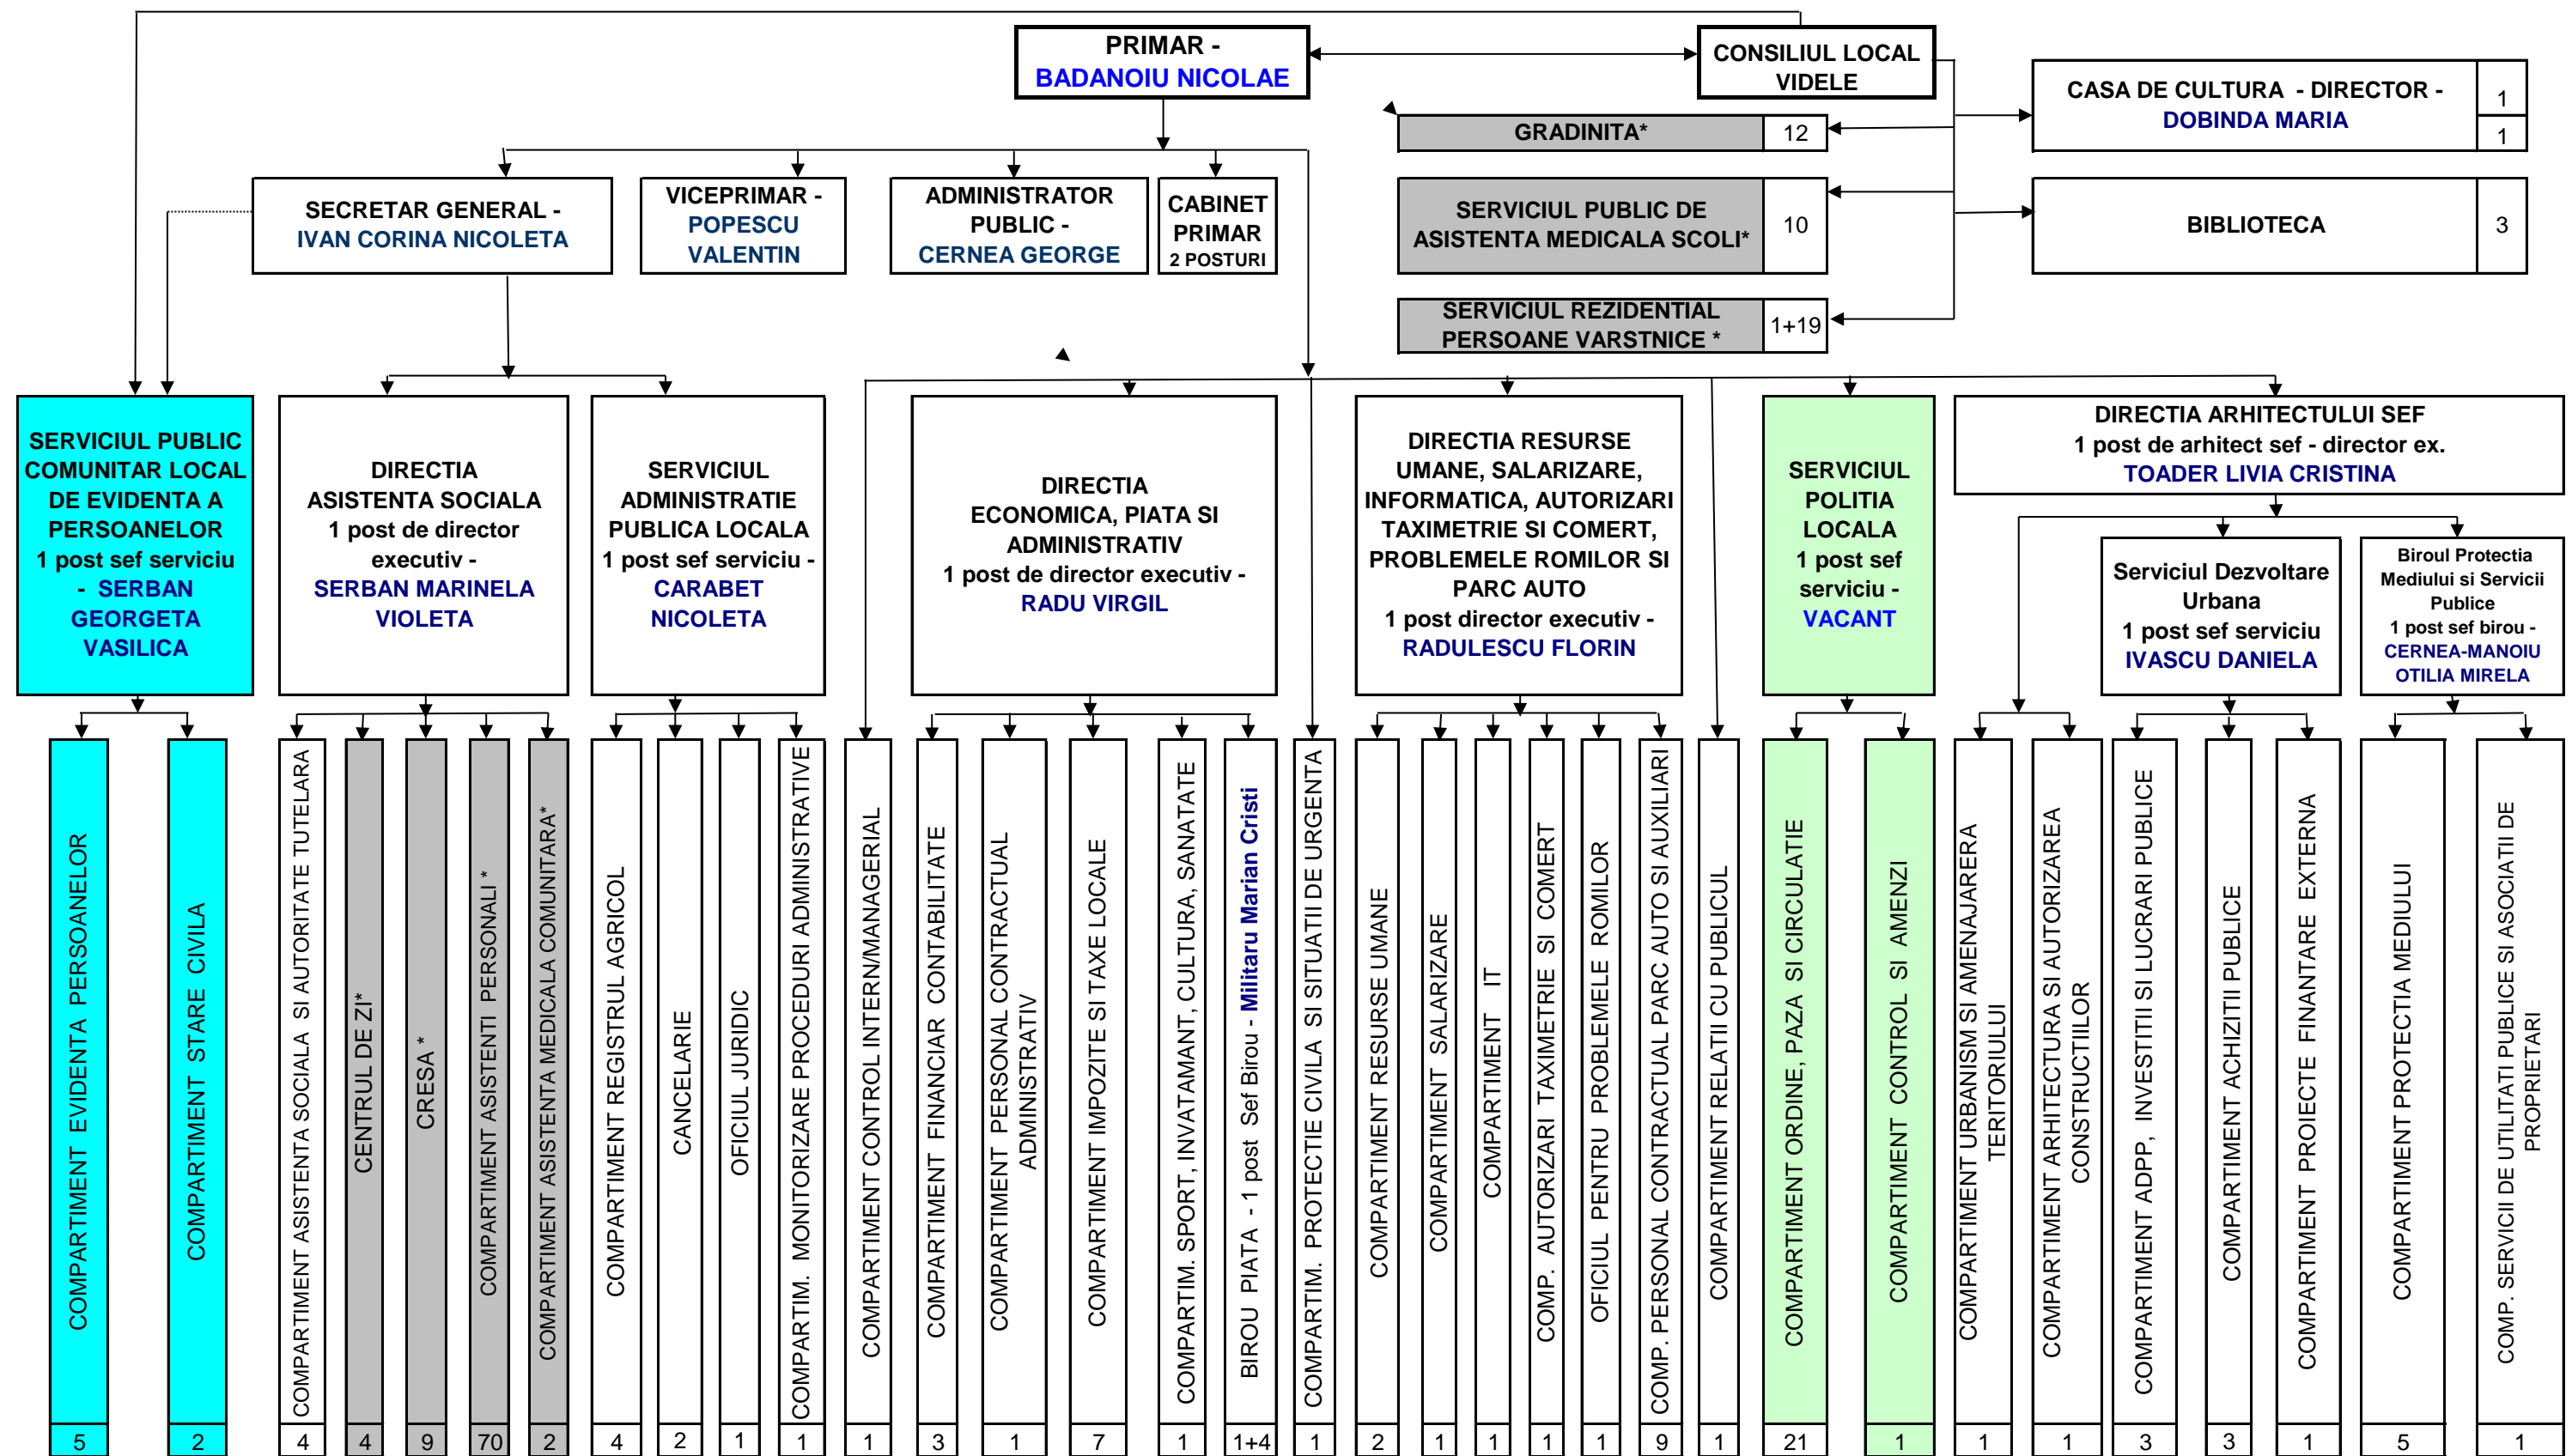 PRIMAR -
BADANOIU NICOLAE
CONSILIUL LOCAL
VIDELE
CASA DE CULTURA - DIRECTOR -
DOBINDA MARIA
1
1
GRADINITA*
12
SECRETAR GENERAL -
IVAN CORINA NICOLETA
VICEPRIMAR -
POPESCU
VALENTIN
ADMINISTRATOR
PUBLIC -
CERNEA GEORGE
CABINET
PRIMAR
2 POSTURI
SERVICIUL PUBLIC DE
ASISTENTA MEDICALA SCOLI*
10
BIBLIOTECA
3
SERVICIUL REZIDENTIAL
PERSOANE VARSTNICE *
1+19
SERVICIUL PUBLIC
COMUNITAR LOCAL
DE EVIDENTA A
PERSOANELOR
1 post sef serviciu
- SERBAN
GEORGETA
VASILICA
DIRECTIA
ASISTENTA SOCIALA
1 post de director
executiv -
SERBAN MARINELA
VIOLETA
SERVICIUL
ADMINISTRATIE
PUBLICA LOCALA
1 post sef serviciu -
CARABET
NICOLETA
DIRECTIA
ECONOMICA, PIATA SI
ADMINISTRATIV
1 post de director executiv -
RADU VIRGIL
DIRECTIA RESURSE
UMANE, SALARIZARE,
INFORMATICA, AUTORIZARI
TAXIMETRIE SI COMERT,
PROBLEMELE ROMILOR SI
PARC AUTO
1 post director executiv -
RADULESCU FLORIN
SERVICIUL
POLITIA
LOCALA
1 post sef
serviciu -
VACANT
DIRECTIA ARHITECTULUI SEF
1 post de arhitect sef - director ex.
TOADER LIVIA CRISTINA
Serviciul Dezvoltare
Urbana
1 post sef serviciu
IVASCU DANIELA
Biroul Protectia
Mediului si Servicii
Publice
1 post sef birou -
CERNEA-MANOIU
OTILIA MIRELA
COMPARTIMENT EVIDENTA PERSOANELOR
5
COMPARTIMENT STARE CIVILA
2
COMPARTIMENT ASISTENTA SOCIALA SI AUTORITATE TUTELARA
4
CENTRUL DE ZI*
4
CRESA *
9
COMPARTIMENT ASISTENTI PERSONALI *
70
COMPARTIMENT ASISTENTA MEDICALA COMUNITARA*
2
COMPARTIMENT REGISTRUL AGRICOL
4
CANCELARIE
2
OFICIUL JURIDIC
1
COMPARTIM. MONITORIZARE PROCEDURI ADMINISTRATIVE
1
COMPARTIMENT CONTROL INTERN/MANAGERIAL
1
COMPARTIMENT FINANCIAR CONTABILITATE
3
COMPARTIMENT PERSONAL CONTRACTUAL
ADMINISTRATIV
1
COMPARTIMENT IMPOZITE SI TAXE LOCALE
7
COMPARTIM. SPORT, INVATAMANT, CULTURA, SANATATE
1
BIROU PIATA - 1 post Sef Birou - Militaru Marian Cristi
1+4
COMPARTIM. PROTECTIE CIVILA SI SITUATII DE URGENTA
1
COMPARTIMENT RESURSE UMANE
2
COMPARTIMENT SALARIZARE
1
COMPARTIMENT IT
1
COMP. AUTORIZARI TAXIMETRIE SI COMERT
1
OFICIUL PENTRU PROBLEMELE ROMILOR
1
COMP. PERSONAL CONTRACTUAL PARC AUTO SI AUXILIARI
9
COMPARTIMENT RELATII CU PUBLICUL
1
COMPARTIMENT ORDINE, PAZA SI CIRCULATIE
21
COMPARTIMENT CONTROL SI AMENZI
1
COMPARTIMENT URBANISM SI AMENAJARERA
TERITORIULUI
1
COMPARTIMENT ARHITECTURA SI AUTORIZAREA
CONSTRUCTIILOR
1
COMPARTIMENT ADPP, INVESTITII SI LUCRARI PUBLICE
3
COMPARTIMENT ACHIZITII PUBLICE
3
COMPARTIMENT PROIECTE FINANTARE EXTERNA
1
COMPARTIMENT PROTECTIA MEDIULUI
5
COMP. SERVICII DE UTILITATI PUBLICE SI ASOCIATII DE
PROPRIETARI
1